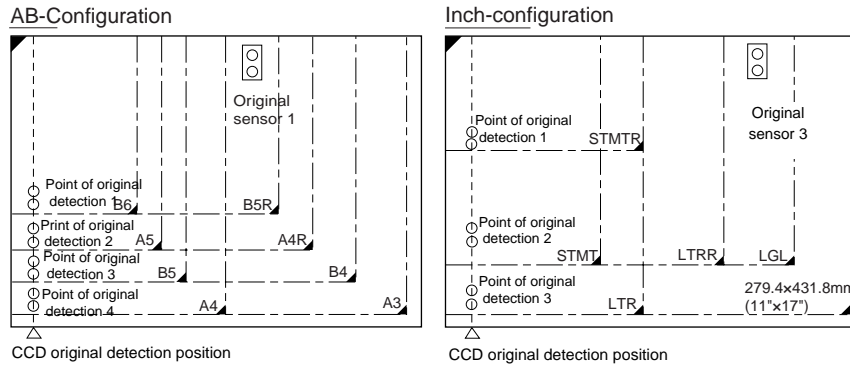 AB-Configuration
Original
sensor 1
Point of original
detection 1
B6
B5R
Print of original
detection 2
A5
A4R
Point of original
detection 3
B5
B4
Point of original
detection 4
A4
A3
CCD original detection position
Inch-configuration
Original
sensor 3
Point of original
detection 1
STMTR
Point of original
detection 2
STMT
LTRR
LGL
Point of original
detection 3
LTR
279.4×431.8mm
(11"×17")
CCD original detection position